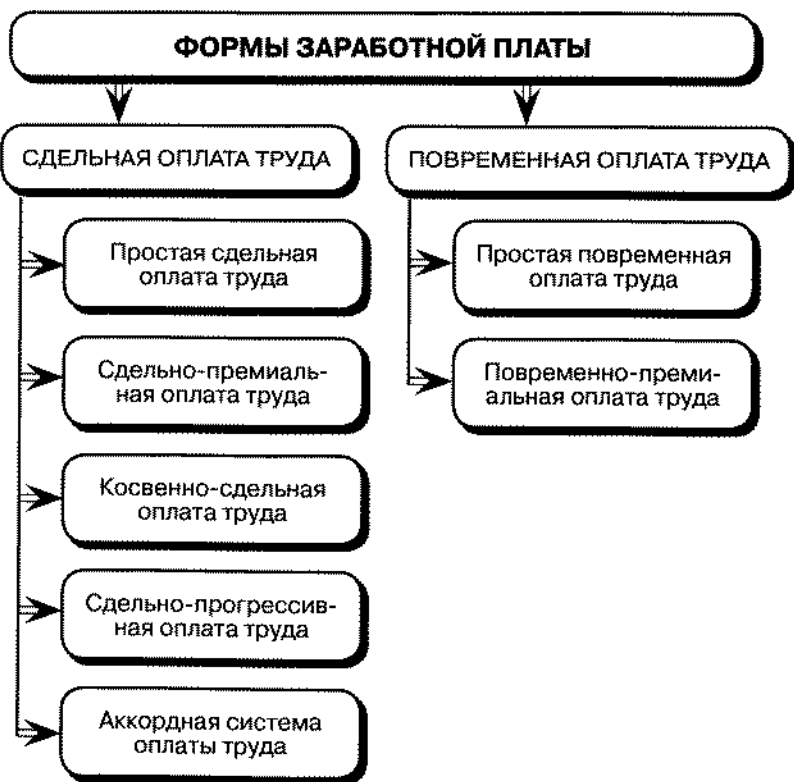 ФОРМЫ ЗАРАБОТНОЙ ПЛАТЫ
СДЕЛЬНАЯ ОПЛАТА ТРУДА
Простая сдельная
оплата труда
Сдельно-премиаль-
ная оплата труда
Косвенно-сдельная
оплата труда
Сдельно-прогрессив-
ная оплата труда
Аккордная система
оплаты труда
ПОВРЕМЕННАЯ ОПЛАТА ТРУДА
Простая повременная
оплата труда
Повременно-преми-
альная оплата труда